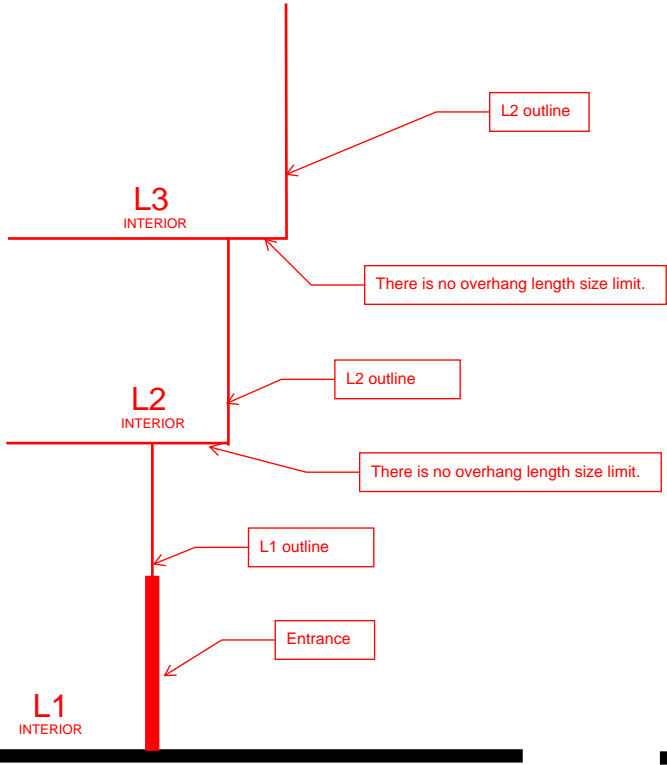 L2 outline
L3
INTERIOR
There is no overhang length size limit.
L2 outline
L2
INTERIOR
There is no overhang length size limit.
L1 outline
Entrance
L1
INTERIOR